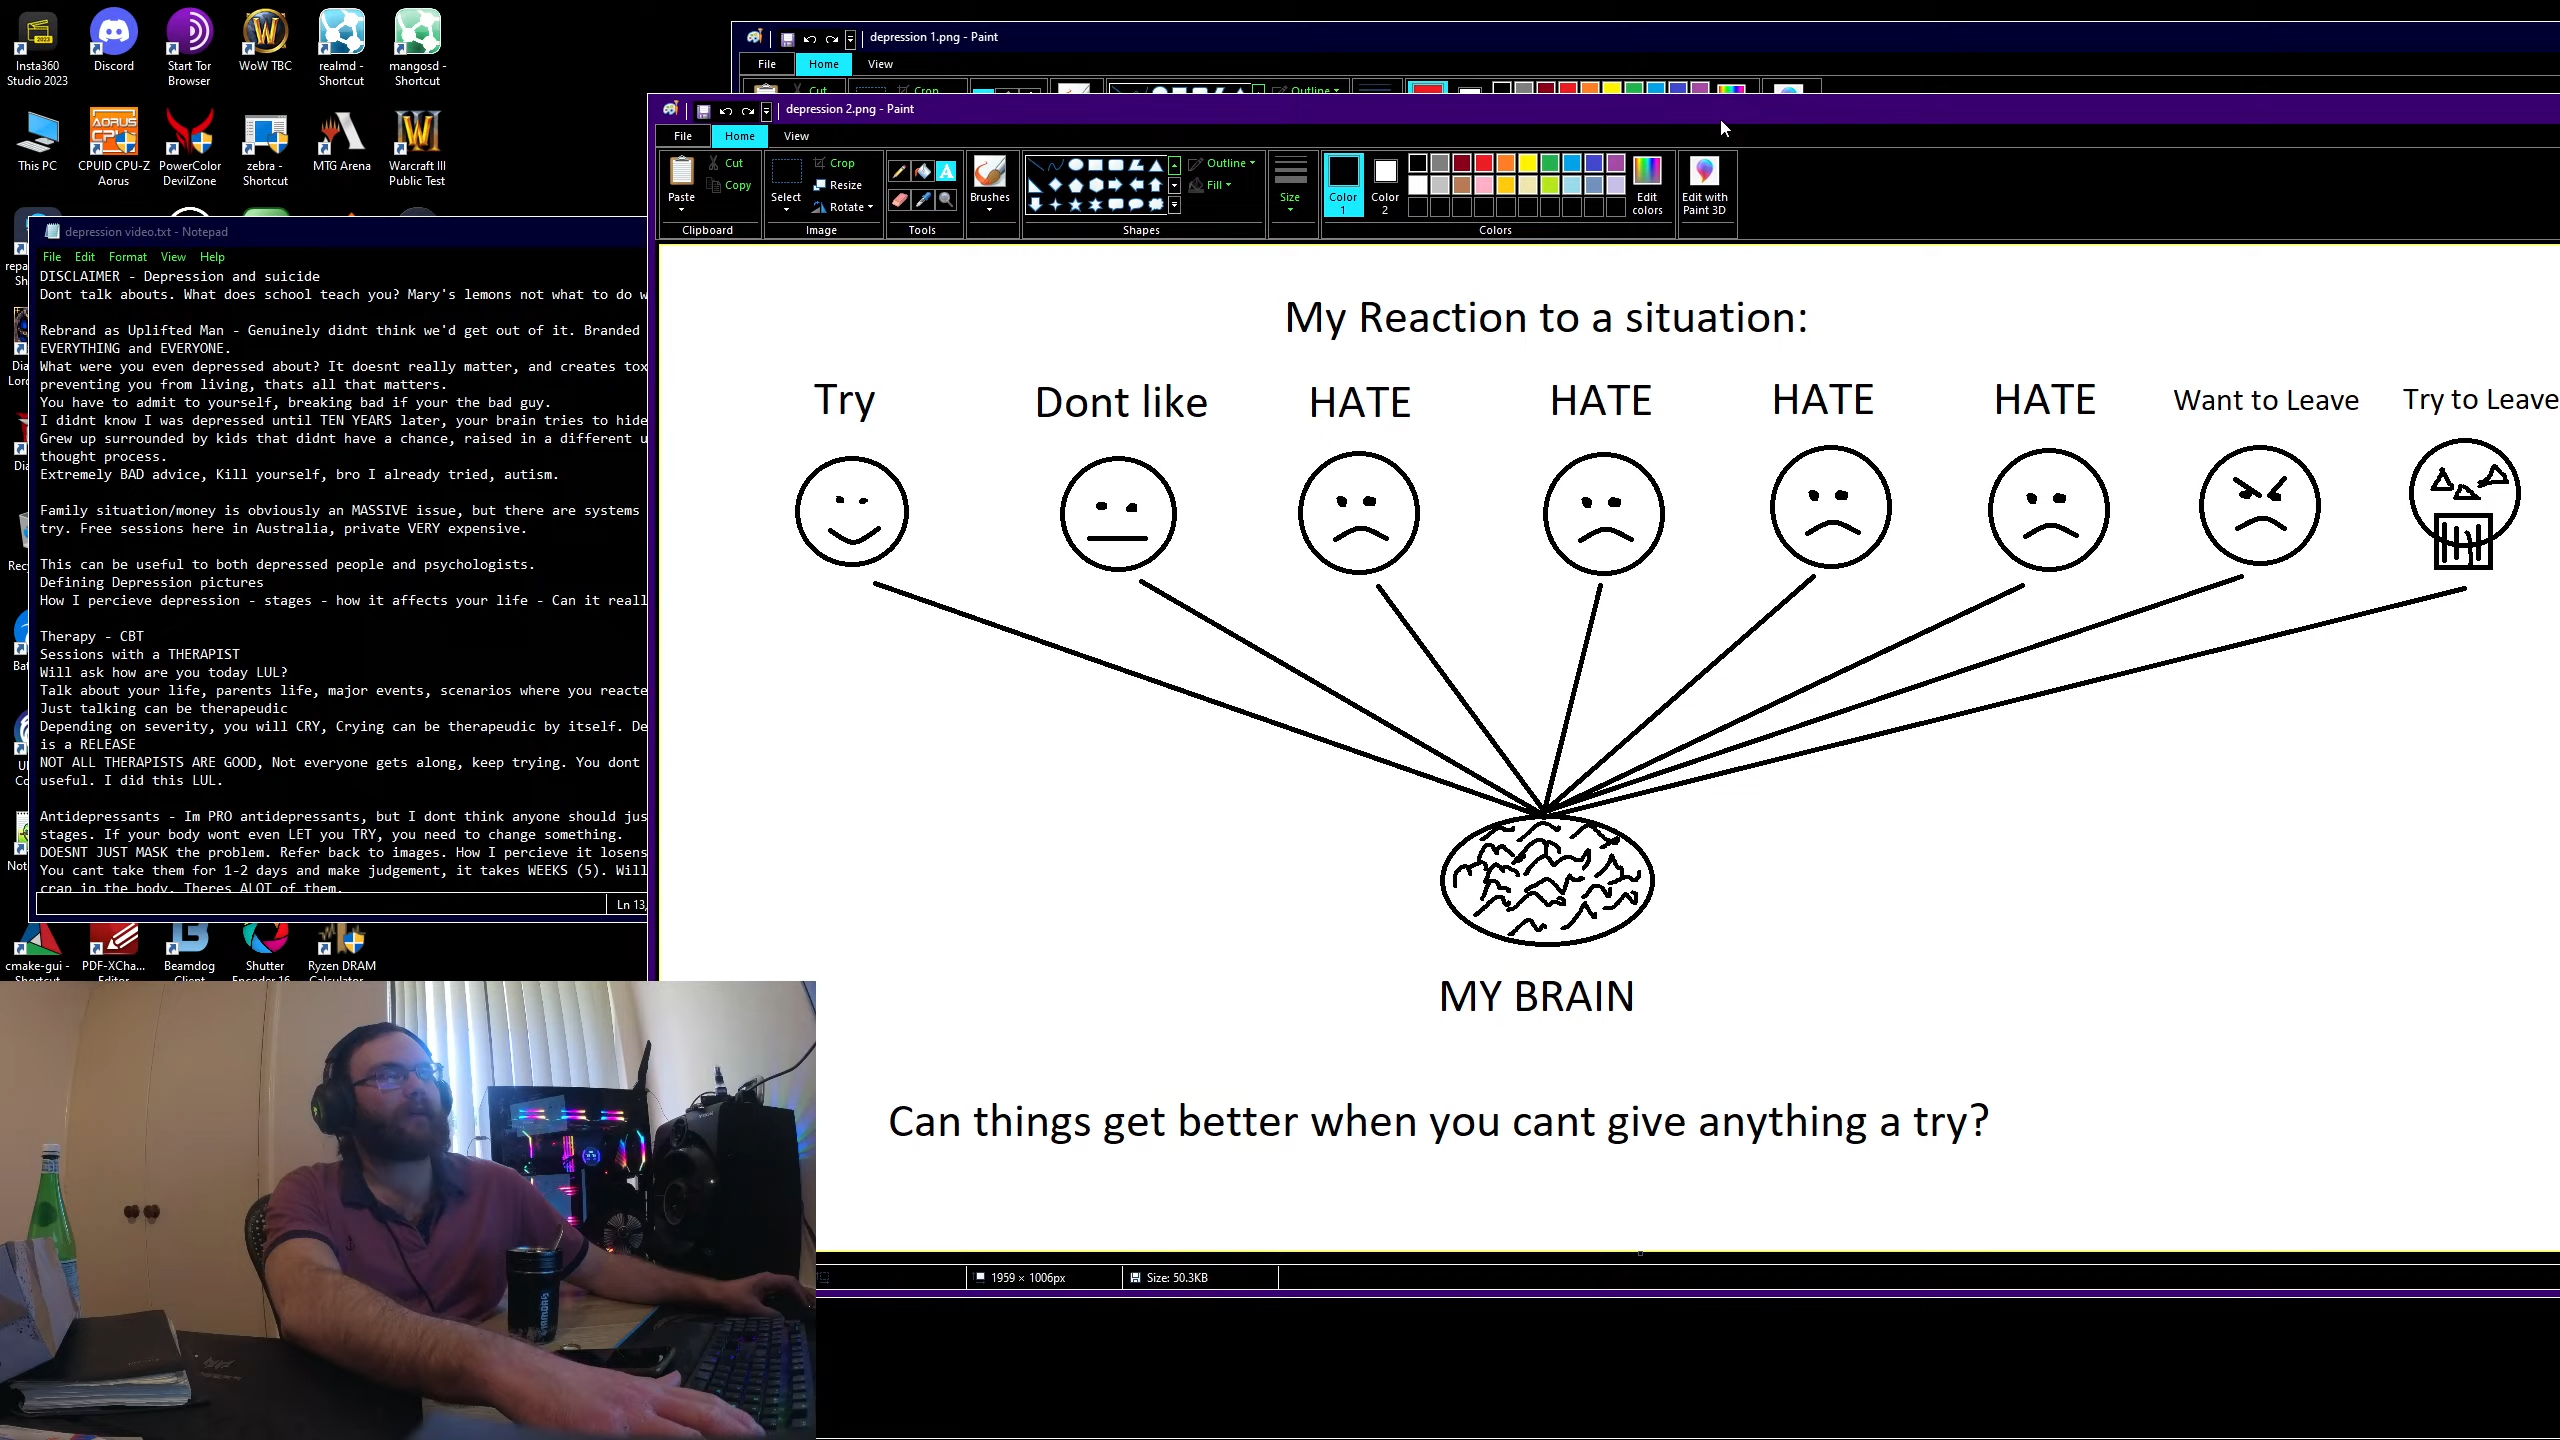 Insta360 Studio 2023
Discord
Start Tor Browser
WoW TBC
realmd - Shortcut
mangosd - Shortcut
This PC
CPUID CPU-Z Aorus
PowerColor DevilZone
zebra - Shortcut
MTG Arena
Warcraft III Public Test
depression 1.png - Paint
File Home View
Cut
Crop
Outline
depression 2.png - Paint
File Home View
Paste
Cut
Copy
Clipboard
Select
Crop
Resize
Rotate
Image
Tools
Brushes
Outline
Fill
Shapes
Size
Color 1
Color 2
Edit colors
Colors
Edit with Paint 3D
depression video.txt - Notepad
File Edit Format View Help
DISCLAIMER - Depression and suicide
Dont talk abouts. What does school teach you? Mary's lemons not what to do w
Rebrand as Uplifted Man - Genuinely didnt think we'd get out of it. Branded
EVERYTHING and EVERYONE.
What were you even depressed about? It doesnt really matter, and creates tox
preventing you from living, thats all that matters.
You have to admit to yourself, breaking bad if your the bad guy.
I didnt know I was depressed until TEN YEARS later, your brain tries to hide
Grew up surrounded by kids that didnt have a chance, raised in a different u
thought process.
Extremely BAD advice, Kill yourself, bro I already tried, autism.
Family situation/money is obviously an MASSIVE issue, but there are systems
try. Free sessions here in Australia, private VERY expensive.
This can be useful to both depressed people and psychologists.
Defining Depression pictures
How I percieve depression - stages - how it affects your life - Can it reall
Therapy - CBT
Sessions with a THERAPIST
Will ask how are you today LUL?
Talk about your life, parents life, major events, scenarios where you reacte
Just talking can be therapeudic
Depending on severity, you will CRY, Crying can be therapeudic by itself. De
is a RELEASE
NOT ALL THERAPISTS ARE GOOD, Not everyone gets along, keep trying. You dont
useful. I did this LUL.
Antidepressants - Im PRO antidepressants, but I dont think anyone should jus
stages. If your body wont even LET you TRY, you need to change something.
DOESNT JUST MASK the problem. Refer back to images. How I percieve it losens
You cant take them for 1-2 days and make judgement, it takes WEEKS (5). Will
crap in the body. Theres ALOT of them.
Ln 13,
cmake-gui - Shortcut
PDF-XCha... Editor
Beamdog Client
Shutter Encoder 16
Ryzen DRAM Calculator
My Reaction to a situation:
Try
Dont like
HATE
HATE
HATE
HATE
Want to Leave
Try to Leave
MY BRAIN
Can things get better when you cant give anything a try?
1959 × 1006px
Size: 50.3KB